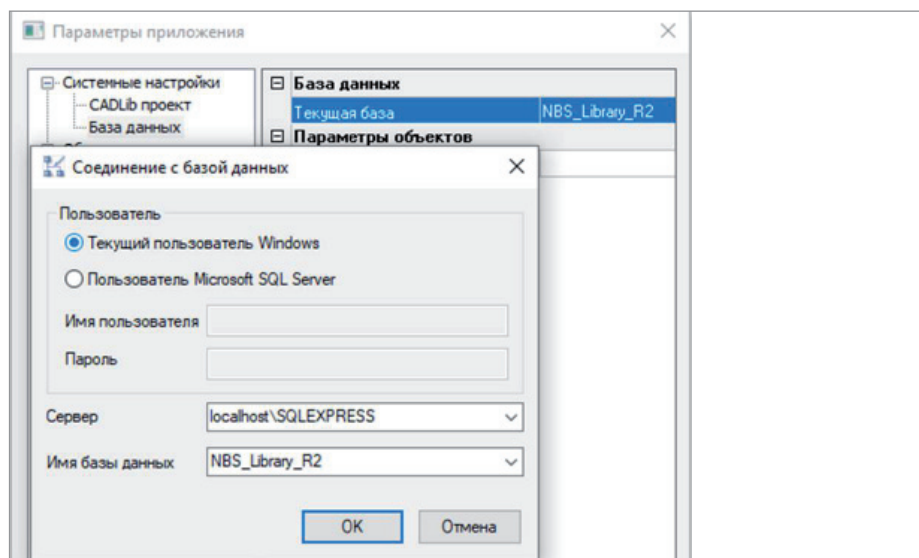 Параметры приложения
Системные настройки
CADLib проект
База данных
База данных
Текущая база NBS_Library_R2
Параметры объектов
Соединение с базой данных
Пользователь
Текущий пользователь Windows
Пользователь Microsoft SQL Server
Имя пользователя
Пароль
Сервер localhost\SQLEXPRESS
Имя базы данных NBS_Library_R2
OK Отмена